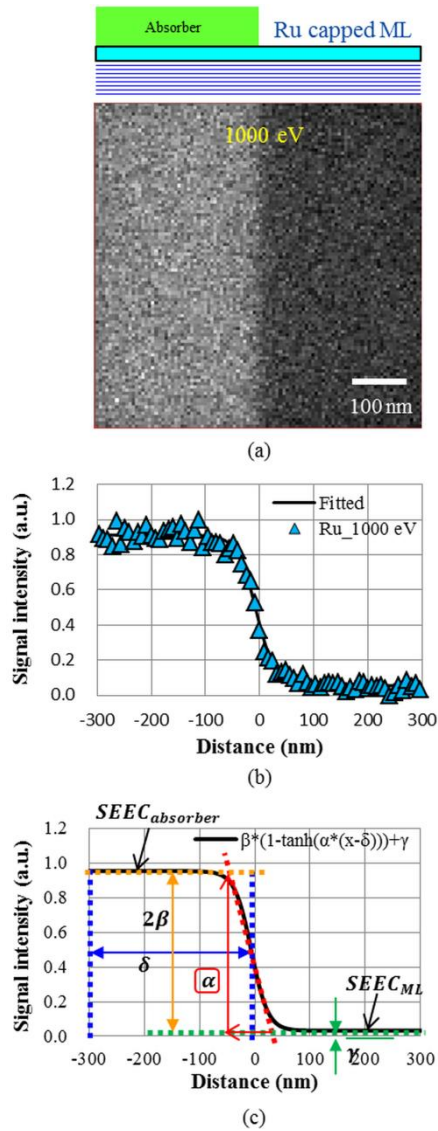 Absorber Ru capped ML
1000 eV
100 nm
(a)
Signal intensity (a.u.)
1.2
1.0
0.8
0.6
0.4
0.2
0.0
Fitted
Ru_1000 eV
-300 -200 -100 0 100 200 300
Distance (nm)
(b)
Signal intensity (a.u.)
1.2
1.0
0.8
0.6
0.4
0.2
0.0
SEEC_absorber
β*(1-tanh(α*(x-δ)))+γ
2β
δ
α
SEEC_ML
γ
-300 -200 -100 0 100 200 300
Distance (nm)
(c)